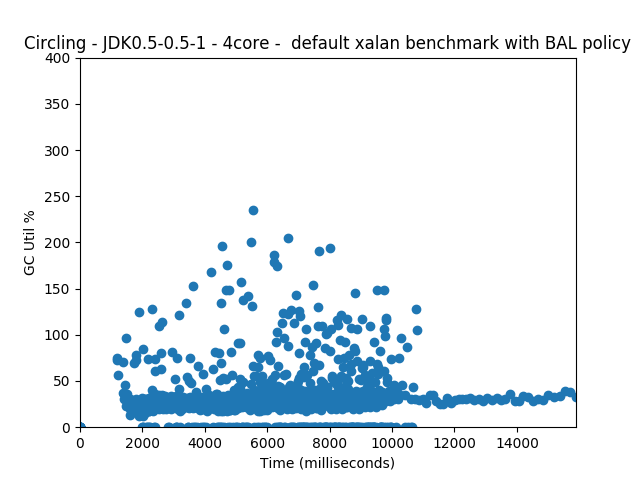 Circling - JDK0.5-0.5-1 - 4core -  default xalan benchmark with BAL policy
400
350
300
250
200
150
100
50
0
GC Util %
0 2000 4000 6000 8000 10000 12000 14000
Time (milliseconds)